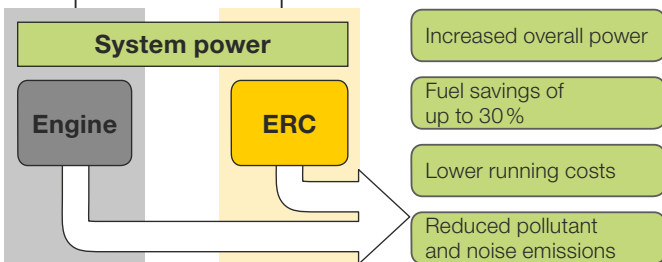 System power
Engine
ERC
Increased overall power
Fuel savings of
up to 30 %
Lower running costs
Reduced pollutant
and noise emissions